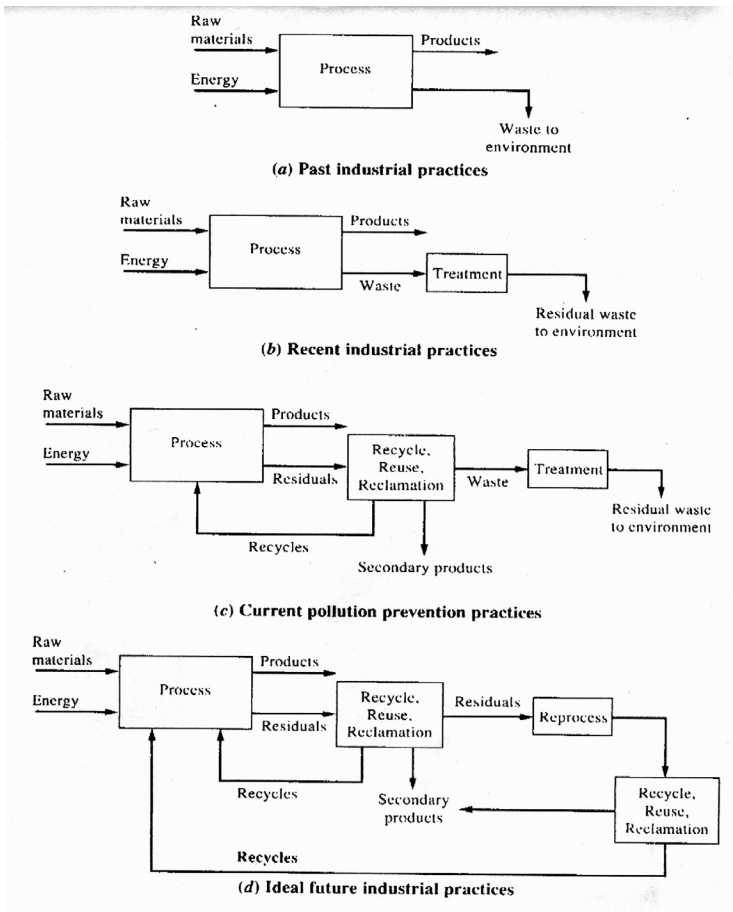 Raw
materials
Products
Process
Energy
Waste to
environment
(a) Past industrial practices
Raw
materials
Products
Process
Energy
Treatment
Waste
Residual waste
to environment
(b) Recent industrial practices
Raw
materials
Products
Process
Energy
Recycle,
Reuse,
Reclamation
Residuals
Waste
Treatment
Residual waste
to environment
Recycles
Secondary products
(c) Current pollution prevention practices
Raw
materials
Products
Process
Energy
Residuals
Recycle,
Reuse,
Reclamation
Residuals
Reprocess
Recycles
Secondary
products
Recycle,
Reuse,
Reclamation
Recycles
(d) Ideal future industrial practices